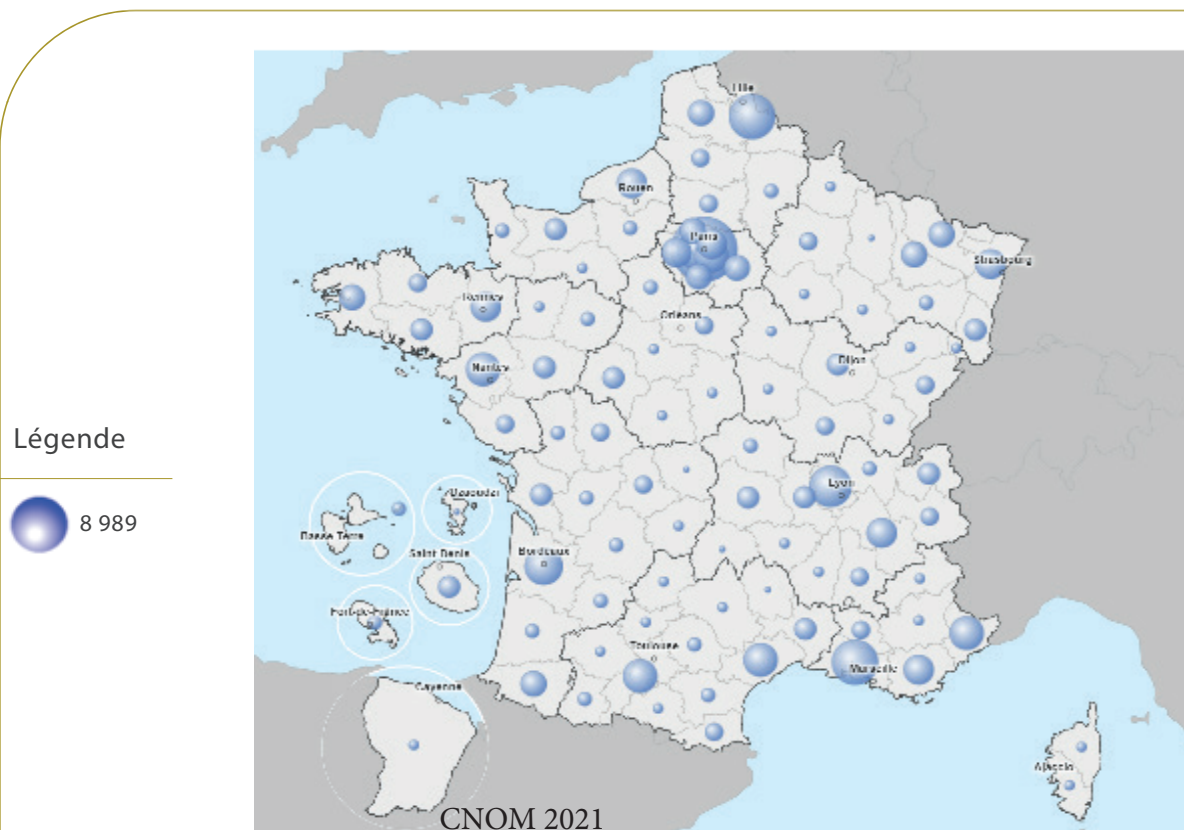 Lille
Rouen
Paris
Strasbourg
Rennes
Orléans
Dijon
Nantes
Légende
8 989
Lyon
Dzaoudzi
Basse Terre
Saint Denis
Bordeaux
Fort-de-France
Toulouse
Marseille
Cayenne
Ajaccio
CNOM 2021